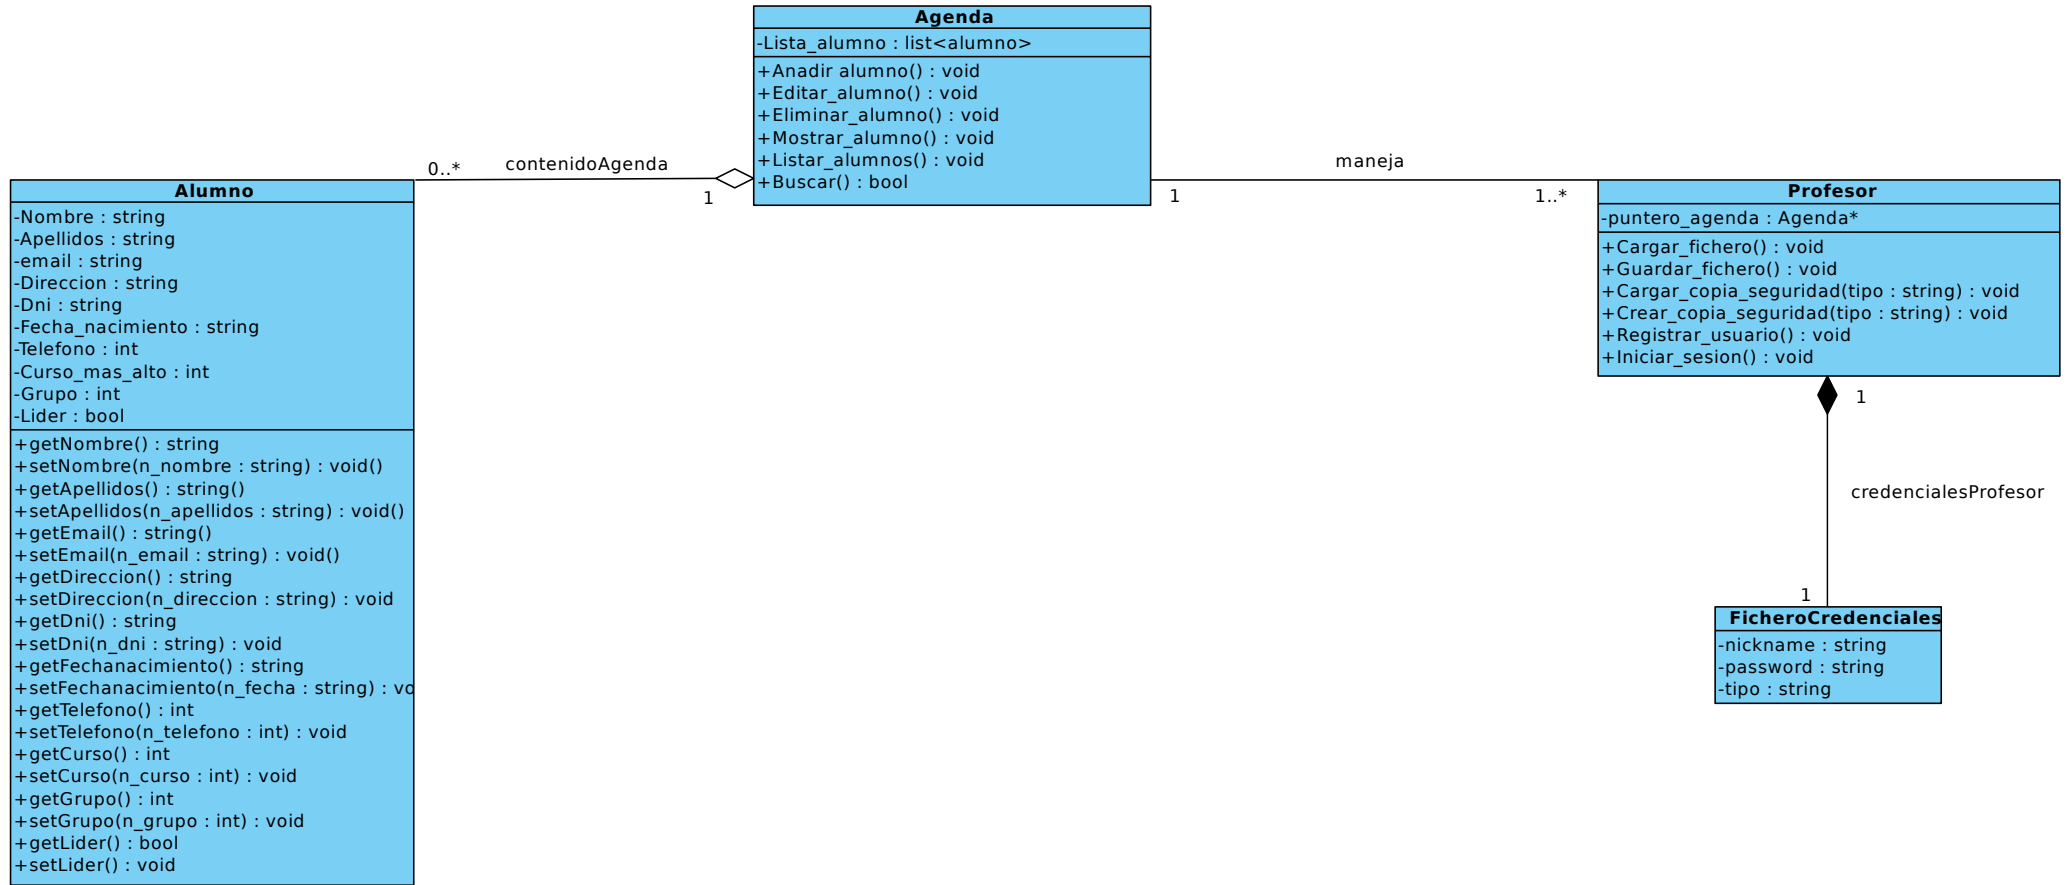 Agenda
-Lista_alumno : list<alumno>
+Anadir alumno() : void
+Editar_alumno() : void
+Eliminar_alumno() : void
+Mostrar_alumno() : void
+Listar_alumnos() : void
+Buscar() : bool
0..*
contenidoAgenda
1
maneja
1
1..*
Alumno
-Nombre : string
-Apellidos : string
-email : string
-Direccion : string
-Dni : string
-Fecha_nacimiento : string
-Telefono : int
-Curso_mas_alto : int
-Grupo : int
-Lider : bool
+getNombre() : string
+setNombre(n_nombre : string) : void()
+getApellidos() : string()
+setApellidos(n_apellidos : string) : void()
+getEmail() : string()
+setEmail(n_email : string) : void()
+getDireccion() : string
+setDireccion(n_direccion : string) : void
+getDni() : string
+setDni(n_dni : string) : void
+getFechanacimiento() : string
+setFechanacimiento(n_fecha : string) : vo
+getTelefono() : int
+setTelefono(n_telefono : int) : void
+getCurso() : int
+setCurso(n_curso : int) : void
+getGrupo() : int
+setGrupo(n_grupo : int) : void
+getLider() : bool
+setLider() : void
Profesor
-puntero_agenda : Agenda*
+Cargar_fichero() : void
+Guardar_fichero() : void
+Cargar_copia_seguridad(tipo : string) : void
+Crear_copia_seguridad(tipo : string) : void
+Registrar_usuario() : void
+Iniciar_sesion() : void
1
credencialesProfesor
1
FicheroCredenciales
-nickname : string
-password : string
-tipo : string